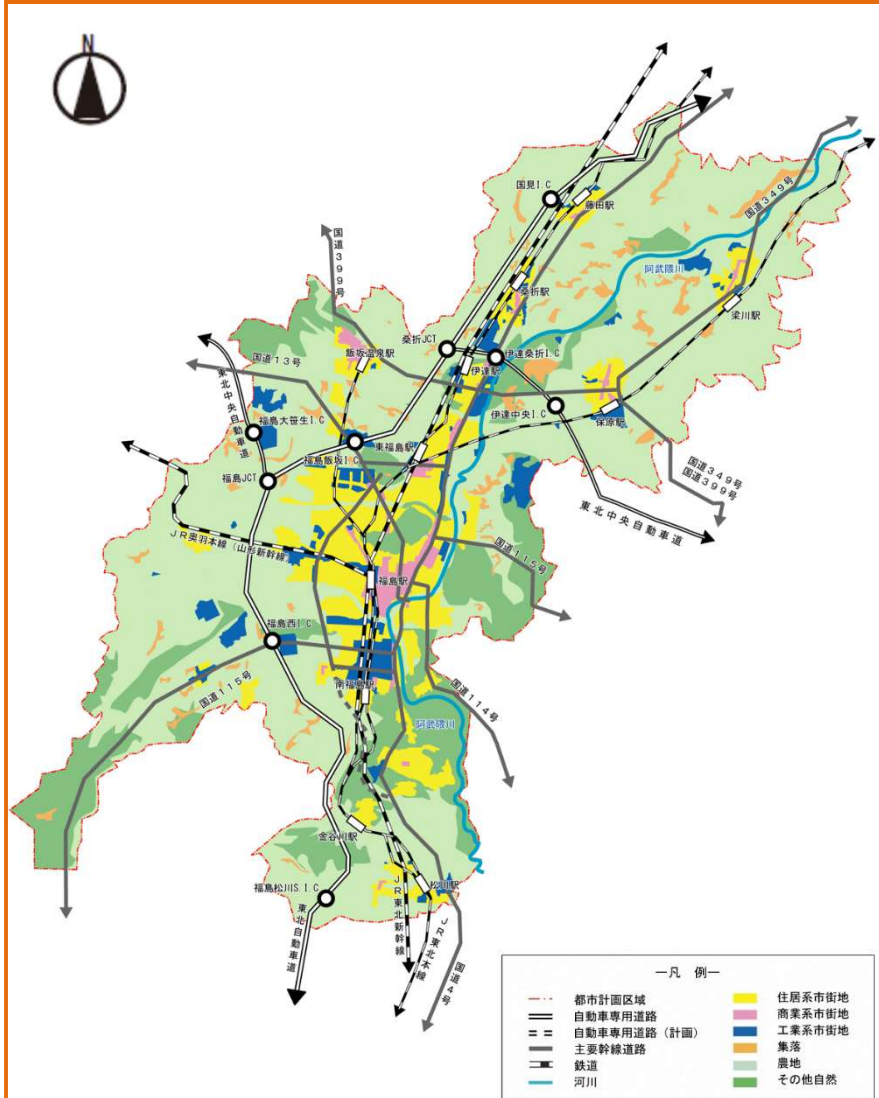 N
国見I.C
藤田駅
国道349号
国道399号
阿武隈川
桑折駅
梁川駅
桑折JCT
伊達桑折I.C
飯坂温泉駅
伊達駅
国道13号
東北中央自動車道
福島大笹生I.C
伊達中央I.C
保原駅
東福島駅
福島飯坂I.C
国道349号
国道399号
福島JCT
東北中央自動車道
JR奥羽本線(山形新幹線)
国道115号
福島駅
福島西I.C
国道115号
南福島駅
国道114号
阿武隈川
金谷川駅
福島松川S.I.C
松川駅
東北自動車道
JR東北新幹線
JR東北本線
国道4号
―凡 例―
都市計画区域
自動車専用道路
自動車専用道路(計画)
主要幹線道路
鉄道
河川
住居系市街地
商業系市街地
工業系市街地
集落
農地
その他自然